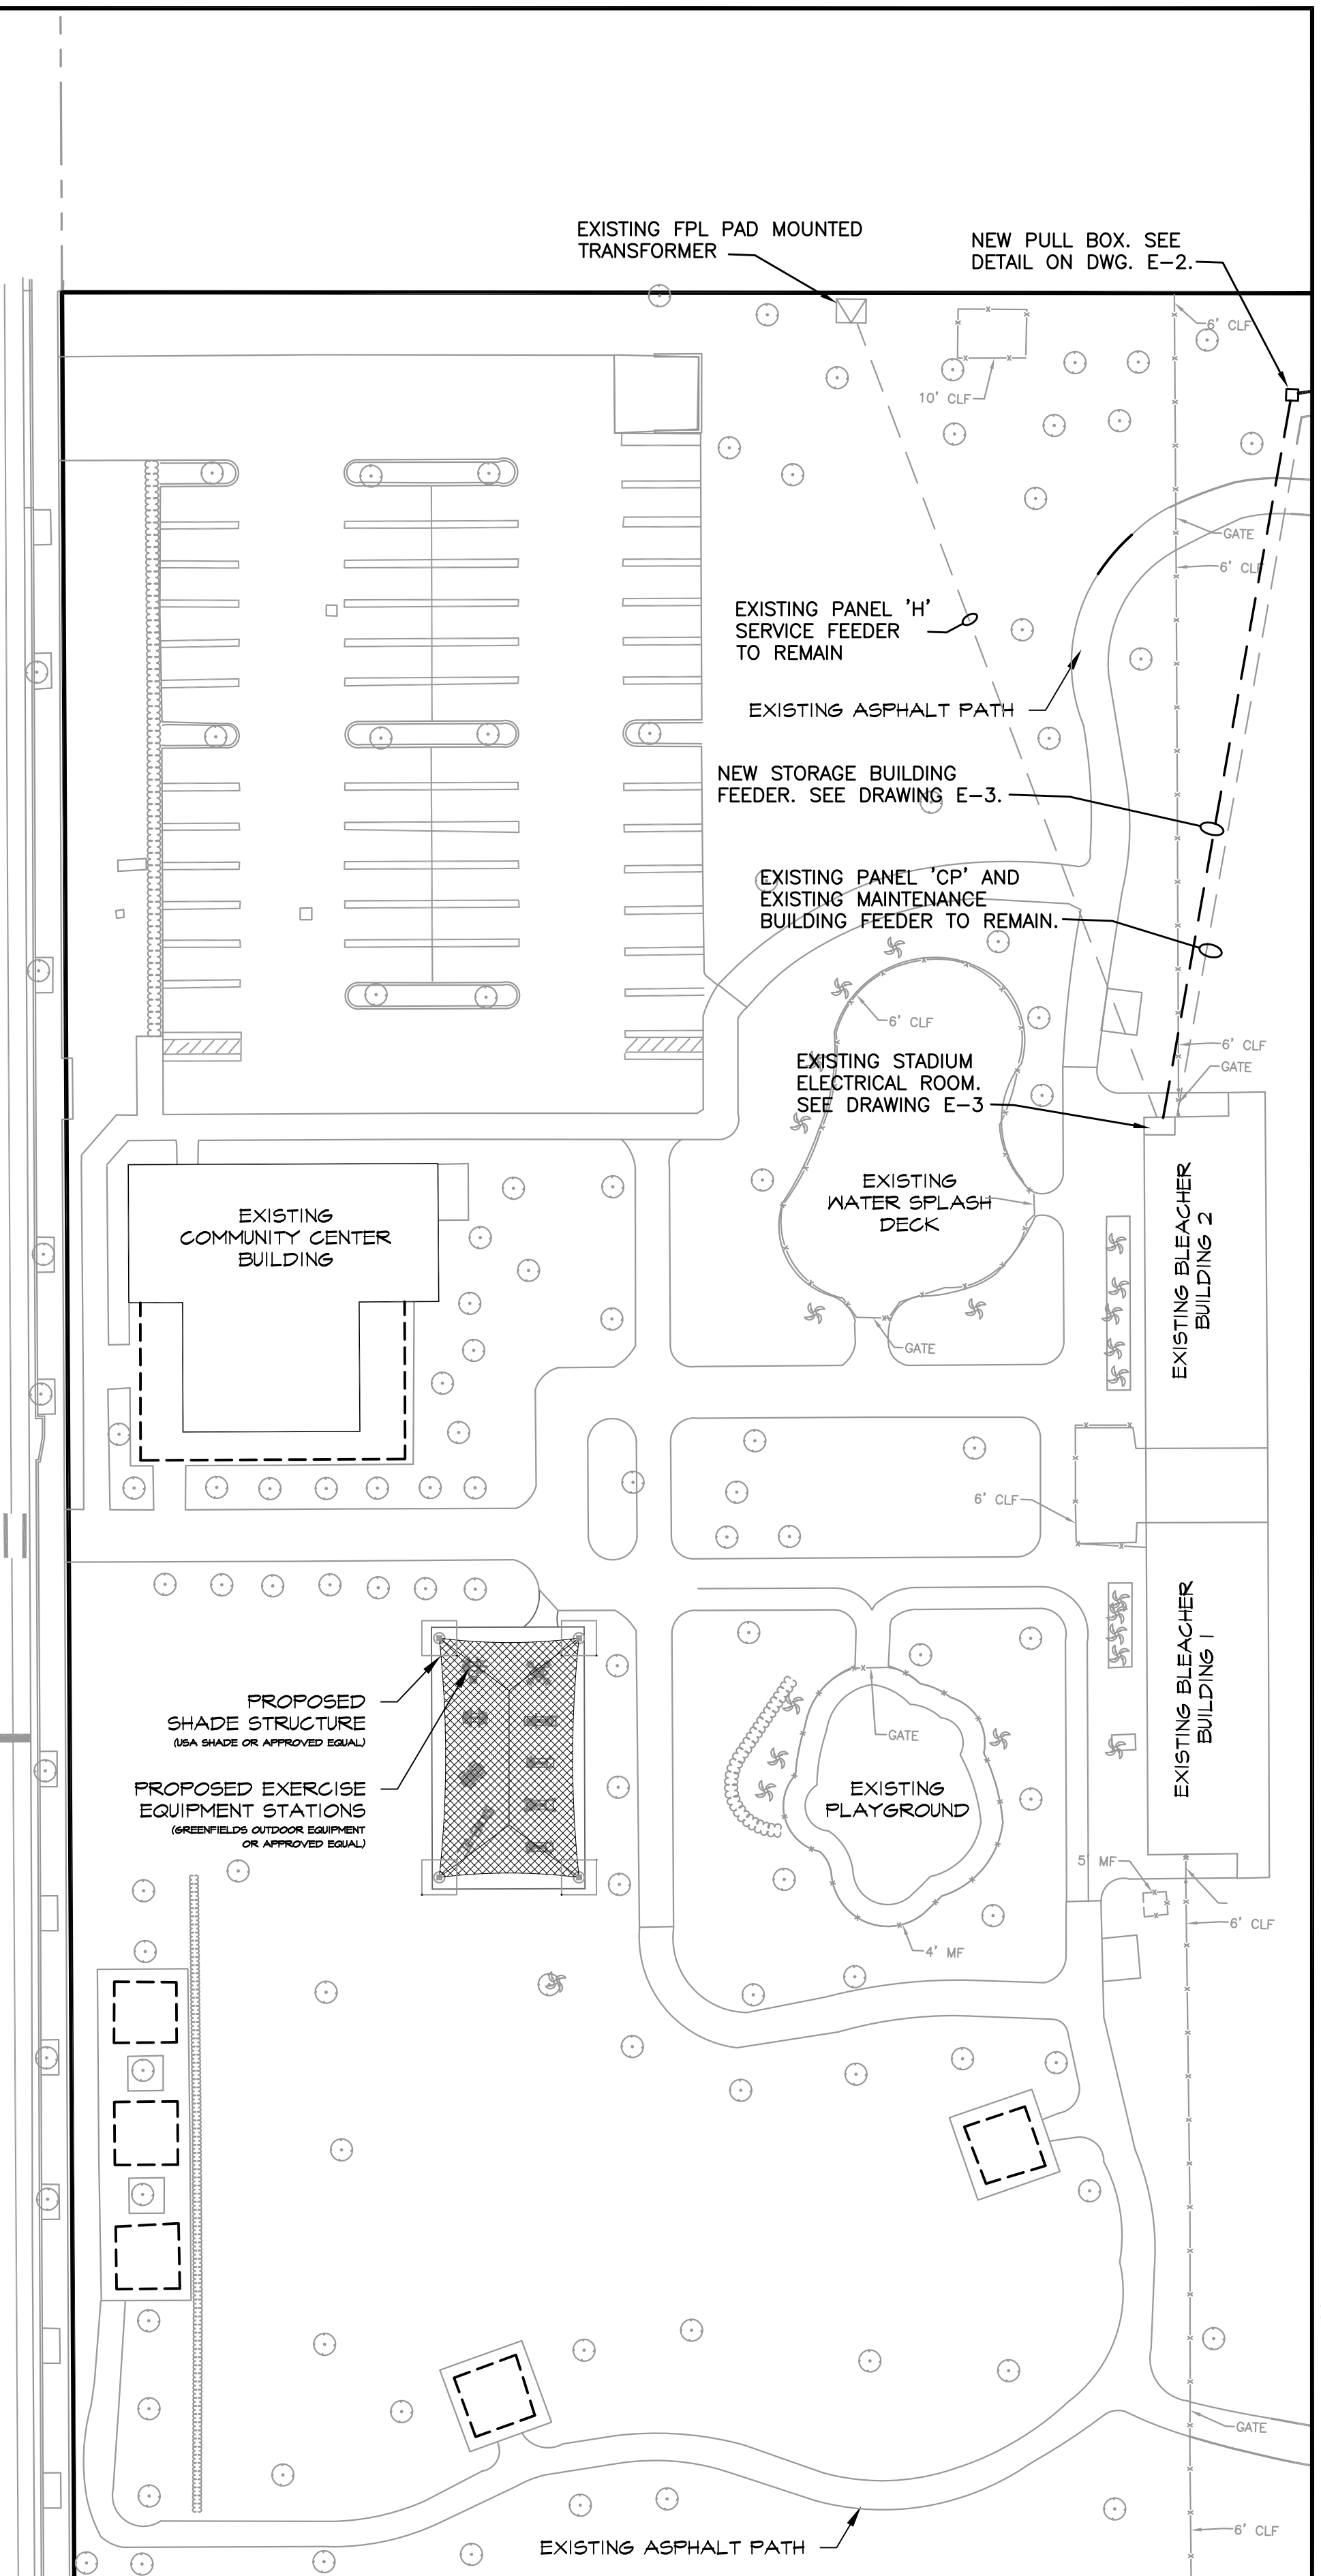 EXISTING FPL PAD MOUNTED
TRANSFORMER
NEW PULL BOX. SEE
DETAIL ON DWG. E-2.
6' CLF
10' CLF
GATE
6' CLF
EXISTING PANEL 'H'
SERVICE FEEDER
TO REMAIN
EXISTING ASPHALT PATH
NEW STORAGE BUILDING
FEEDER. SEE DRAWING E-3.
EXISTING PANEL 'CP' AND
EXISTING MAINTENANCE
BUILDING FEEDER TO REMAIN.
6' CLF
6' CLF
GATE
EXISTING STADIUM
ELECTRICAL ROOM.
SEE DRAWING E-3
EXISTING
WATER SPLASH
DECK
EXISTING
COMMUNITY CENTER
BUILDING
EXISTING BLEACHER
BUILDING 2
GATE
6' CLF
EXISTING BLEACHER
BUILDING 1
PROPOSED
SHADE STRUCTURE
(USA SHADE OR APPROVED EQUAL)
PROPOSED EXERCISE
EQUIPMENT STATIONS
(GREENFIELDS OUTDOOR EQUIPMENT
OR APPROVED EQUAL)
GATE
EXISTING
PLAYGROUND
5' MF
6' CLF
4' MF
GATE
EXISTING ASPHALT PATH
6' CLF